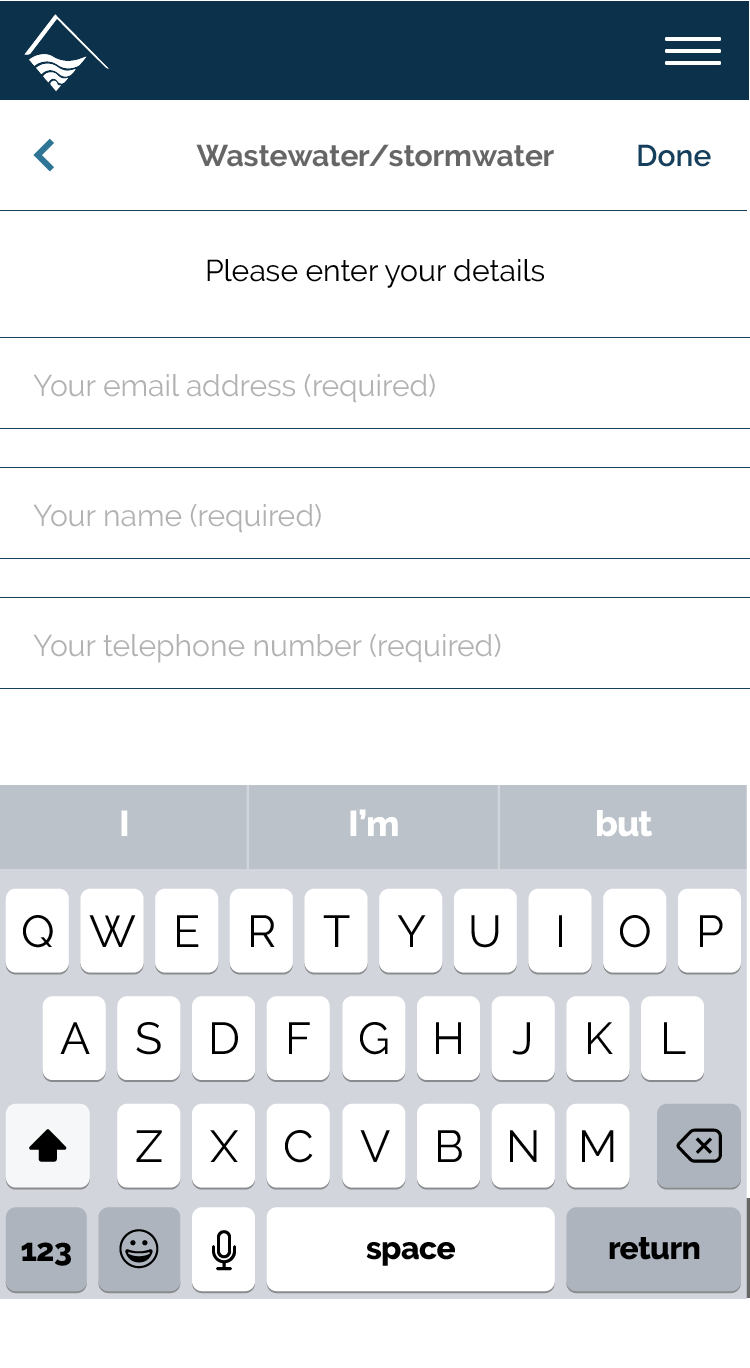 Wastewater/stormwater Done
Please enter your details
Your email address (required)
Your name (required)
Your telephone number (required)
I I'm but
Q W E R T Y U I O P
A S D F G H J K L
Z X C V B N M
123 space return